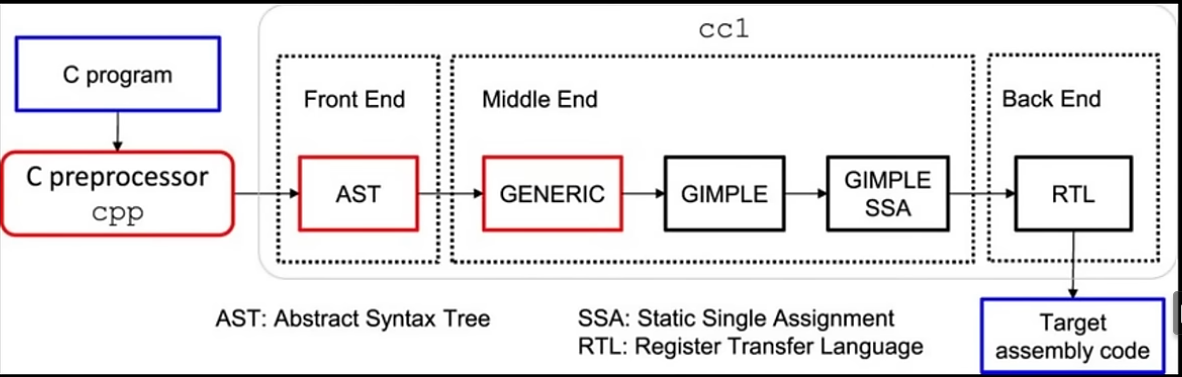 cc1
C program
Front End
Middle End
Back End
C preprocessor
cpp
AST
GENERIC
GIMPLE
GIMPLE
SSA
RTL
AST: Abstract Syntax Tree
SSA: Static Single Assignment
RTL: Register Transfer Language
Target
assembly code